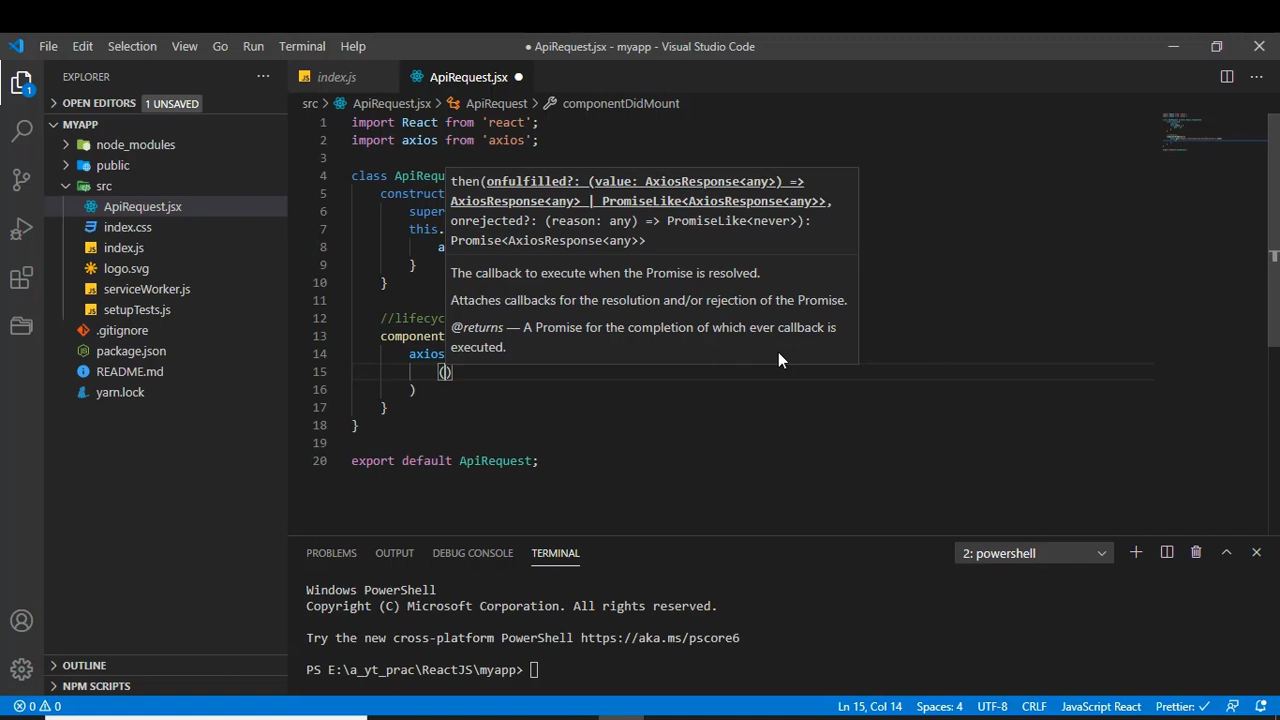 File Edit Selection View Go Run Terminal Help
● ApiRequest.jsx - myapp - Visual Studio Code
EXPLORER
OPEN EDITORS 1 UNSAVED
MYAPP
node_modules
public
src
ApiRequest.jsx
index.css
index.js
logo.svg
serviceWorker.js
setupTests.js
.gitignore
package.json
README.md
yarn.lock
OUTLINE
NPM SCRIPTS
1
index.js
ApiRequest.jsx
src > ApiRequest.jsx > ApiRequest > componentDidMount
1 import React from 'react';
2 import axios from 'axios';
3
4 class ApiRequ
5 construct
6 super
7 this.
8 a
9 }
10 }
11
12 //lifecyc
13 component
14 axios
15 ()
16 )
17 }
18 }
19
20 export default ApiRequest;
then(onfulfilled?: (value: AxiosResponse<any>) =>
AxiosResponse<any> | PromiseLike<AxiosResponse<any>>,
onrejected?: (reason: any) => PromiseLike<never>):
Promise<AxiosResponse<any>>
The callback to execute when the Promise is resolved.
Attaches callbacks for the resolution and/or rejection of the Promise.
@returns — A Promise for the completion of which ever callback is
executed.
PROBLEMS OUTPUT DEBUG CONSOLE TERMINAL
2: powershell
Windows PowerShell
Copyright (C) Microsoft Corporation. All rights reserved.
Try the new cross-platform PowerShell https://aka.ms/pscore6
PS E:\a_yt_prac\ReactJS\myapp>
0 0
Ln 15, Col 14 Spaces: 4 UTF-8 CRLF JavaScript React Prettier: ✓